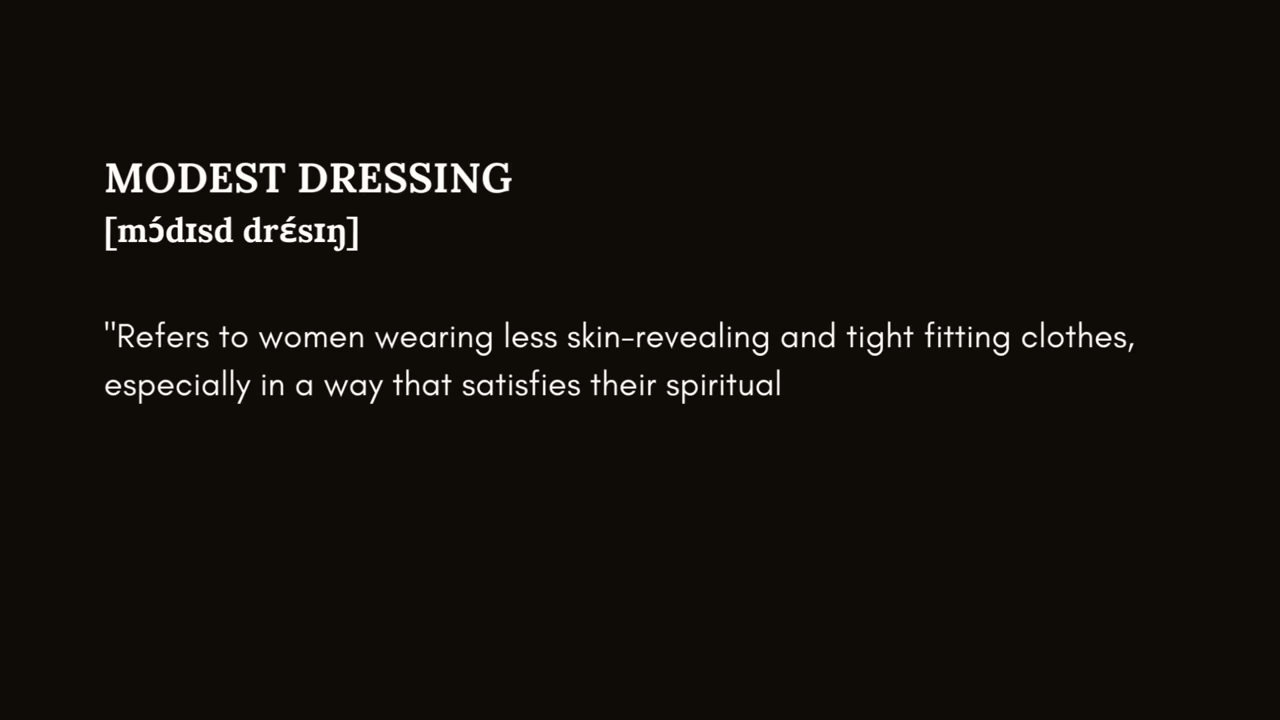 MODEST DRESSING
[mɔ́dɪsd drɛ́sɪŋ]
"Refers to women wearing less skin-revealing and tight fitting clothes,
especially in a way that satisfies their spiritual